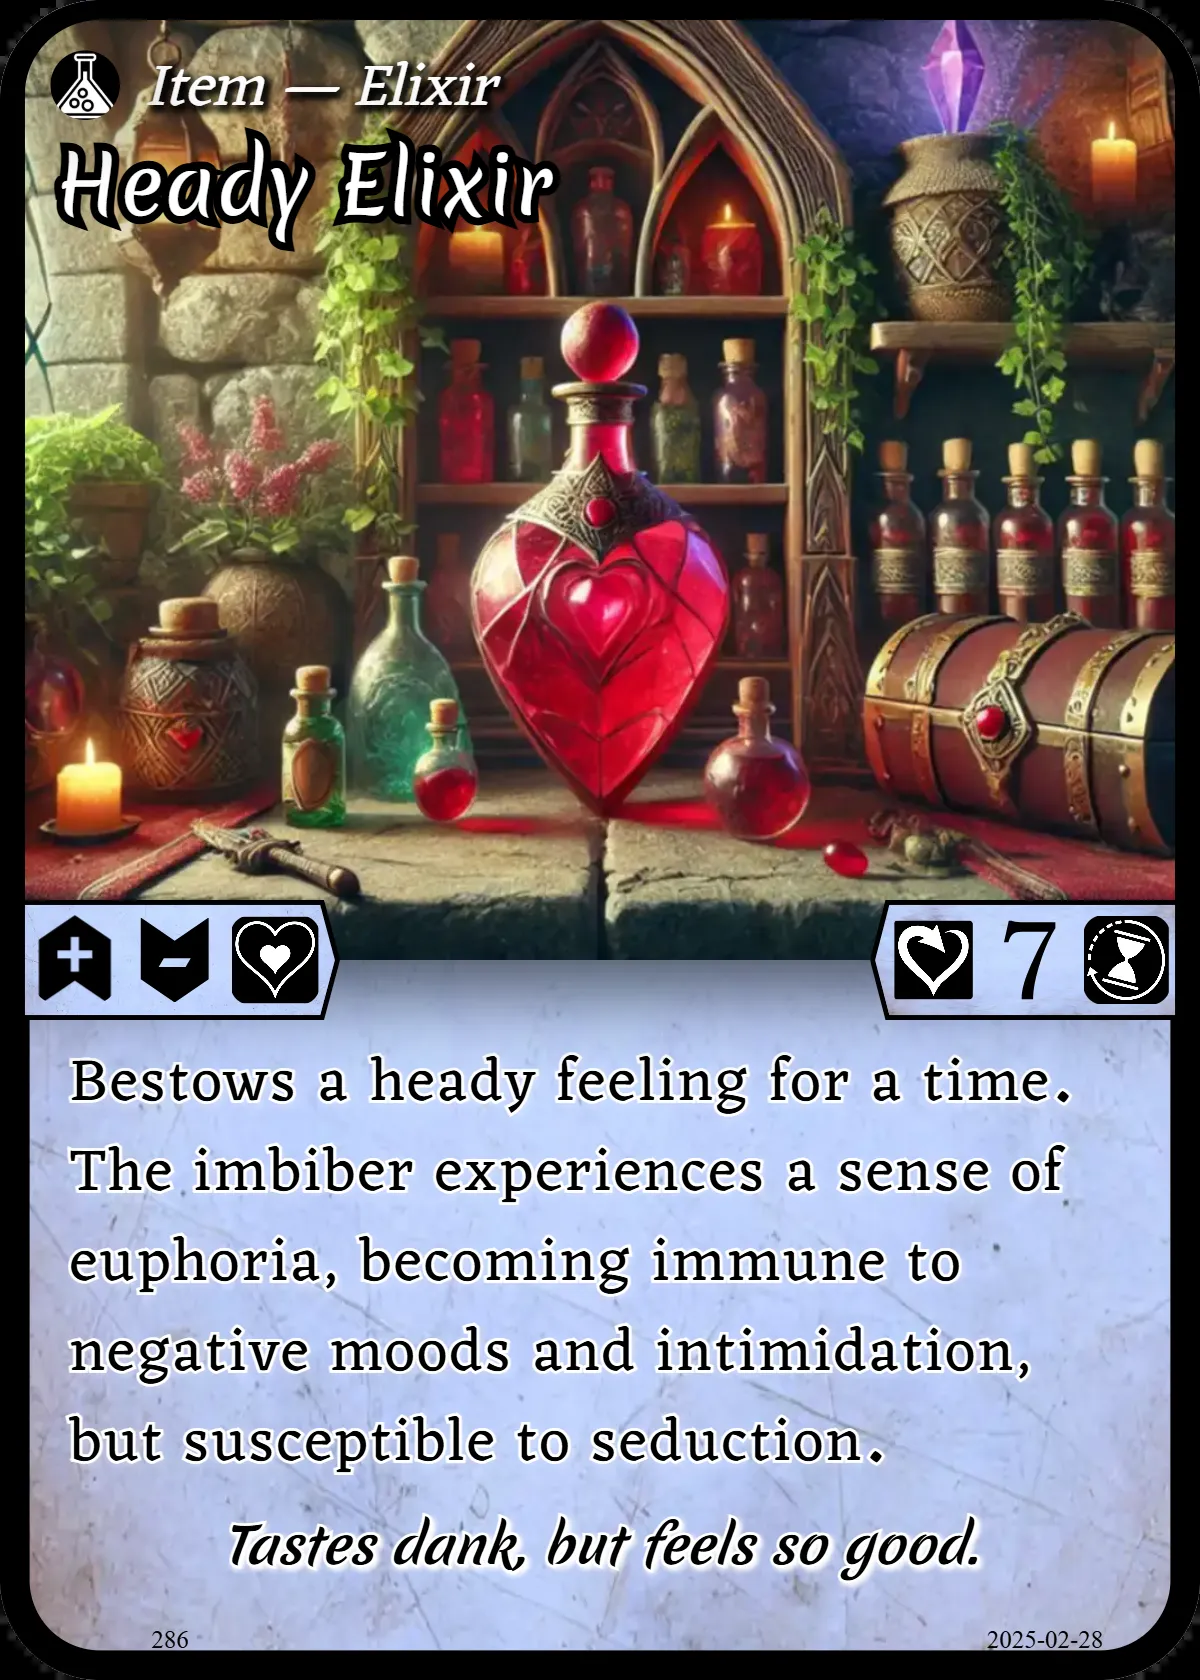 Item — Elixir
Heady Elixir
7
Bestows a heady feeling for a time.
The imbiber experiences a sense of
euphoria, becoming immune to
negative moods and intimidation,
but susceptible to seduction.
Tastes dank, but feels so good.
286
2025-02-28